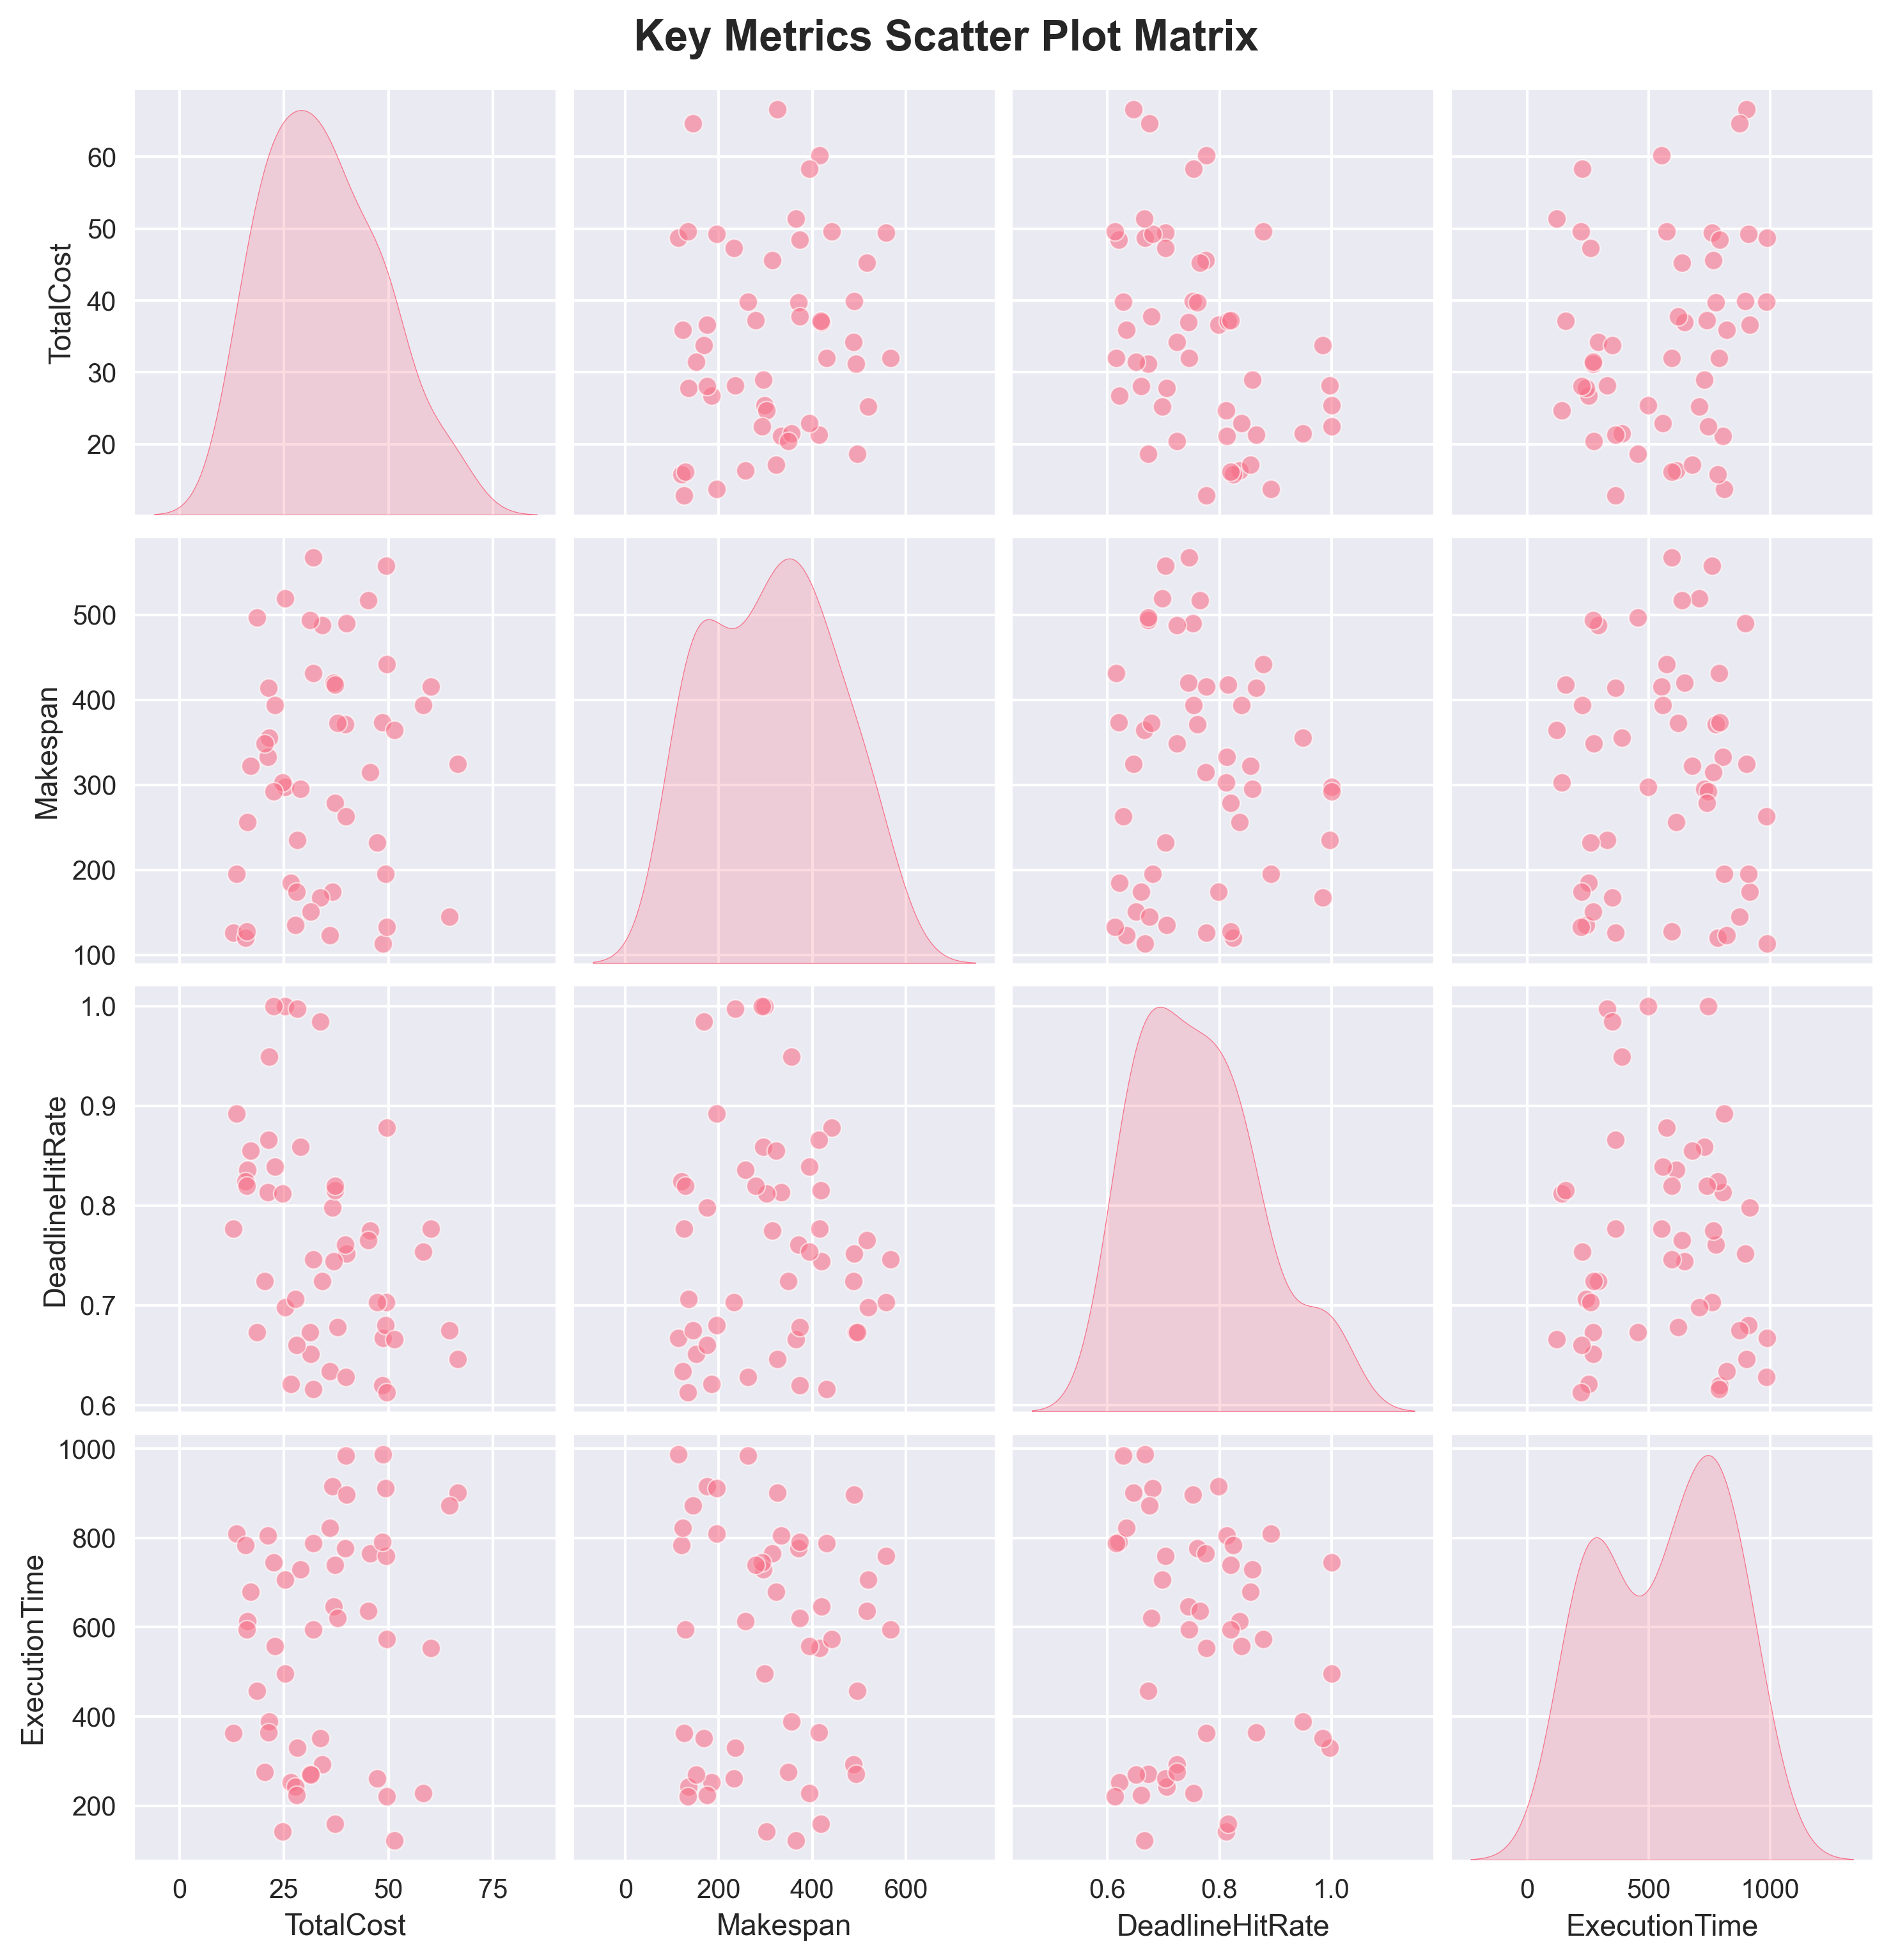 Key Metrics Scatter Plot Matrix
TotalCost
60
50
40
30
20
Makespan
500
400
300
200
100
DeadlineHitRate
1.0
0.9
0.8
0.7
0.6
ExecutionTime
1000
800
600
400
200
0 25 50 75 0 200 400 600 0.6 0.8 1.0 0 500 1000
TotalCost Makespan DeadlineHitRate ExecutionTime